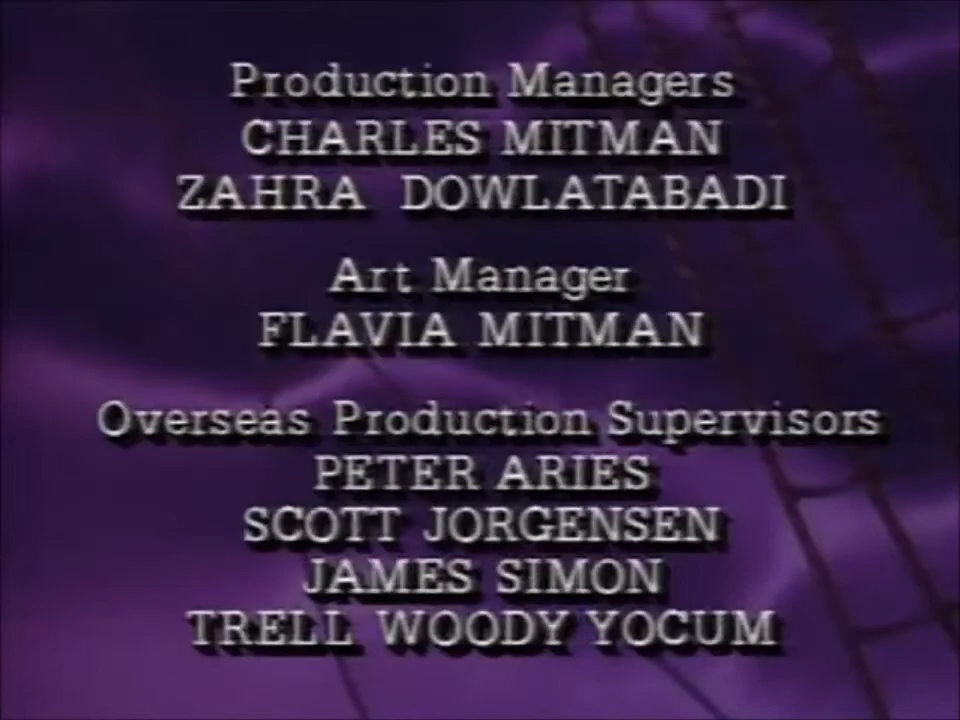 Production Managers
CHARLES MITMAN
ZAHRA DOWLATABADI
Art Manager
FLAVIA MITMAN
Overseas Production Supervisors
PETER ARIES
SCOTT JORGENSEN
JAMES SIMON
TRELL WOODY YOCUM